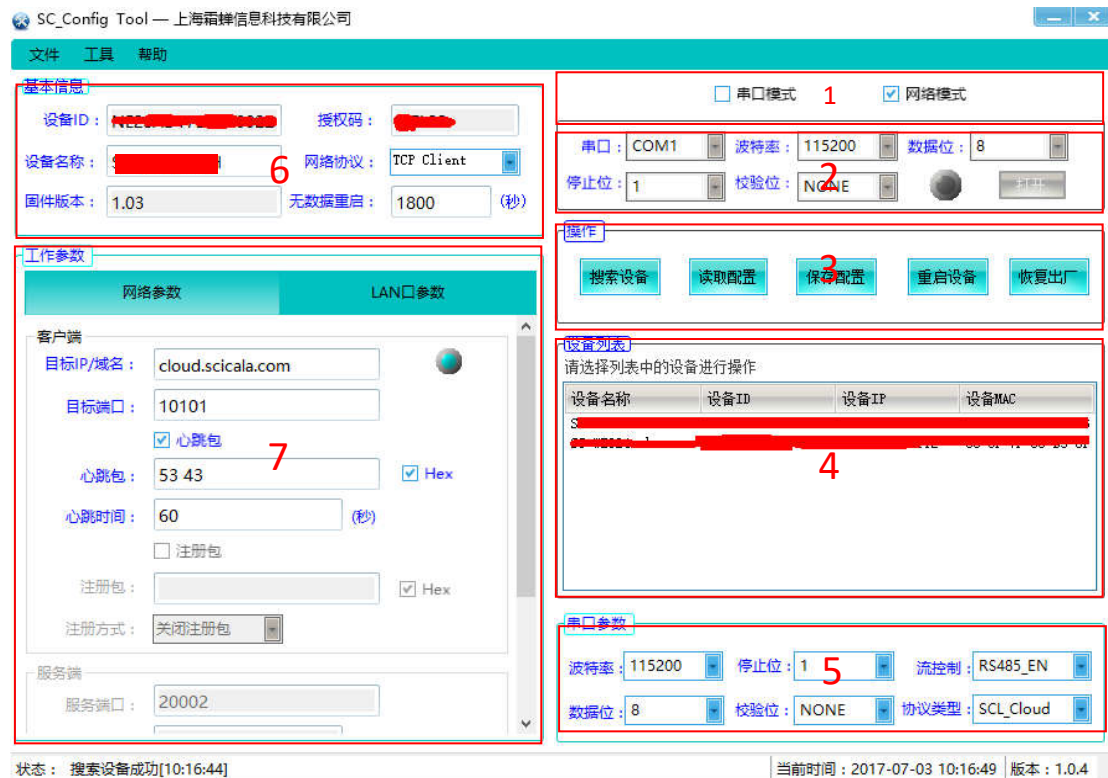 SC_Config Tool — 上海霜蝉信息科技有限公司
文件 工具 帮助
基本信息
设备ID：
授权码：
设备名称：
网络协议： TCP Client
6
固件版本： 1.03
无数据重启： 1800 (秒)
串口模式 1 网络模式
串口： COM1 波特率： 115200 数据位： 8
停止位： 1 校验位： NONE 打开
2
操作
搜索设备 读取配置 保存配置 重启设备 恢复出厂
3
工作参数
网络参数 LAN口参数
客户端
目标IP/域名： cloud.scicala.com
目标端口： 10101
心跳包
7
心跳包： 53 43 Hex
心跳时间： 60 (秒)
注册包
注册包： Hex
注册方式： 关闭注册包
服务端
服务端口： 20002
设备列表
请选择列表中的设备进行操作
设备名称 设备ID 设备IP 设备MAC
4
串口参数
波特率： 115200 停止位： 1 流控制： RS485_EN
5
数据位： 8 校验位： NONE 协议类型： SCL_Cloud
状态： 搜索设备成功[10:16:44]
当前时间：2017-07-03 10:16:49 版本：1.0.4